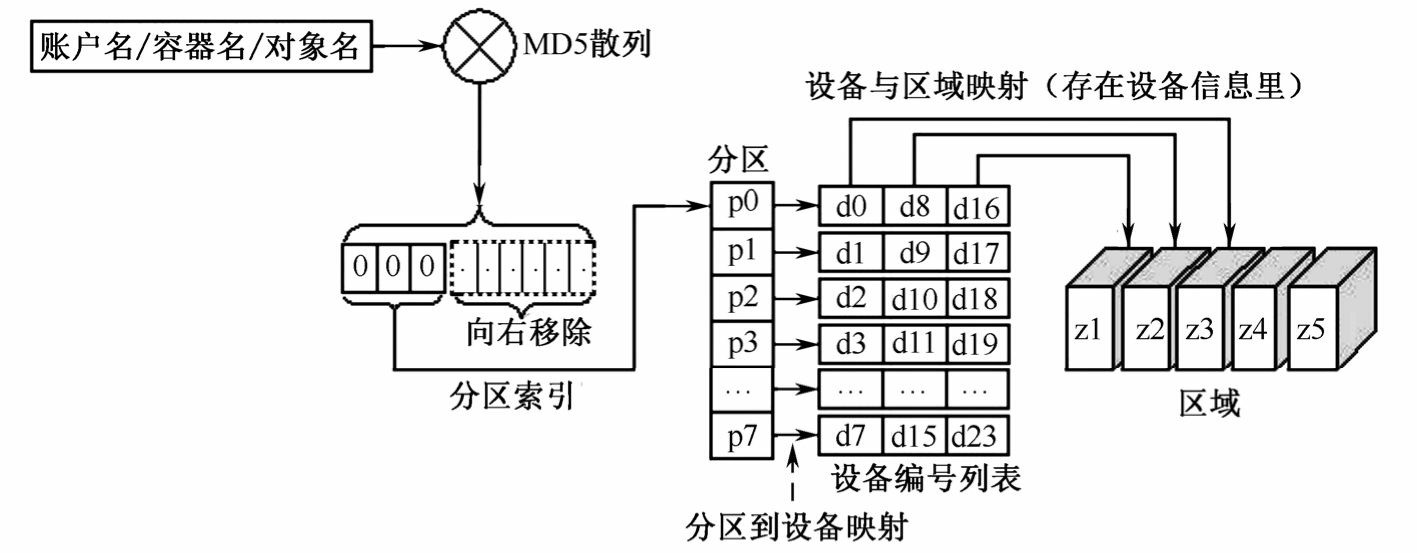 账户名/容器名/对象名
MD5散列
设备与区域映射（存在设备信息里）
分区
p0 d0 d8 d16
0 0 0 . . . . . .
p1 d1 d9 d17
p2 d2 d10 d18
向右移除
p3 d3 d11 d19
z1 z2 z3 z4 z5
… … … …
分区索引
区域
p7 d7 d15 d23
设备编号列表
分区到设备映射